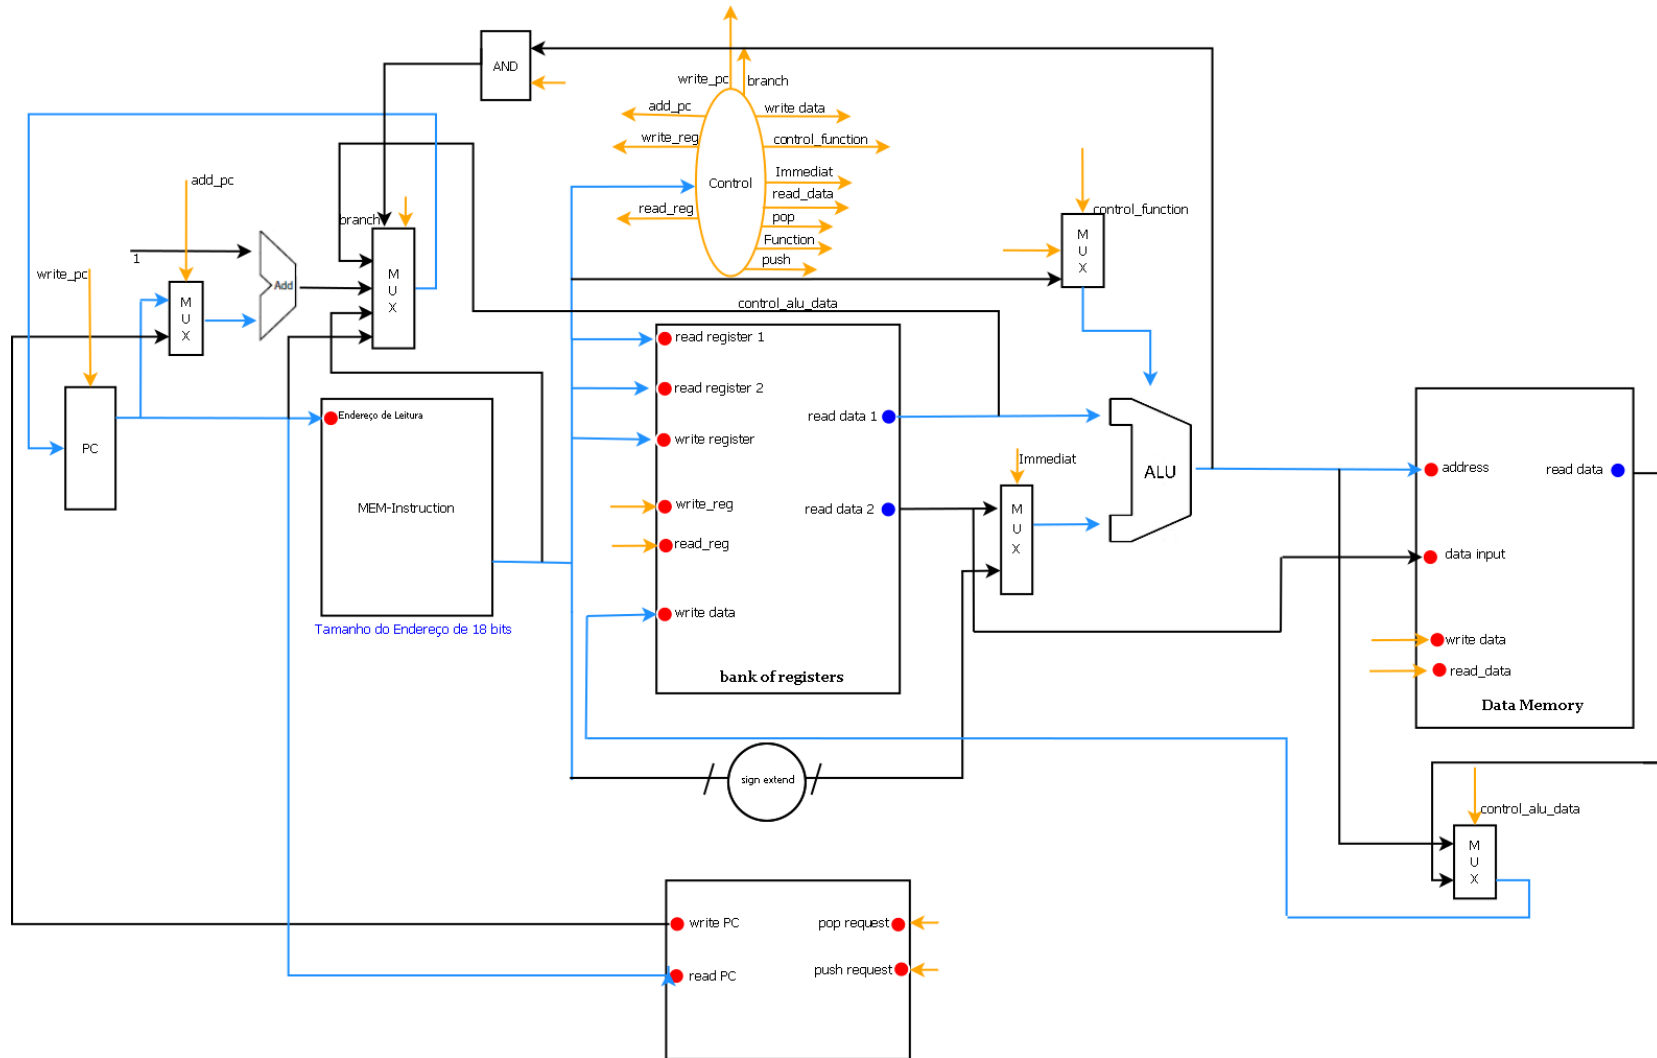 write_pc
branch
AND
add_pc
write data
write_reg
control_function
Control
Immediat
read_data
read_reg
pop
Function
push
add_pc
branch
control_function
M
U
X
1
write_pc
M
U
X
Add
M
U
X
control_alu_data
read register 1
read register 2
write register
write_reg
read_reg
write data
read data 1
read data 2
bank of registers
PC
Endereço de Leitura
MEM-Instruction
Tamanho do Endereço de 18 bits
Immediat
M
U
X
ALU
address
read data
data input
write data
read_data
Data Memory
sign extend
control_alu_data
M
U
X
write PC
pop request
read PC
push request